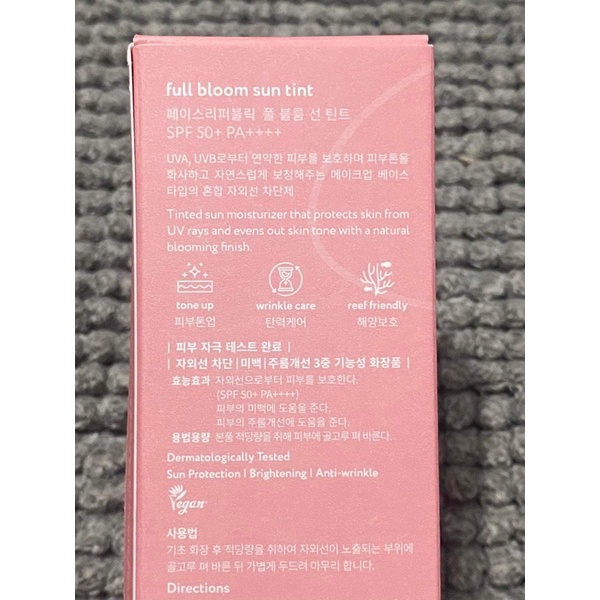 full bloom sun tint
페이스리퍼블릭 풀 블룸 선 틴트
SPF 50+ PA++++
UVA, UVB로부터 연약한 피부를 보호하며 피부톤을
화사하고 자연스럽게 보정해주는 메이크업 베이스
타입의 혼합 자외선 차단제
Tinted sun moisturizer that protects skin from
UV rays and evens out skin tone with a natural
blooming finish.
tone up wrinkle care reef friendly
피부톤업 탄력케어 해양보호
| 피부 자극 테스트 완료 |
| 자외선 차단 | 미백 | 주름개선 3중 기능성 화장품 |
효능효과 자외선으로부터 피부를 보호한다.
(SPF 50+ PA++++)
피부의 미백에 도움을 준다.
피부의 주름개선에 도움을 준다.
용법용량 본품 적당량을 취해 피부에 골고루 펴 바른다.
Dermatologically Tested
Sun Protection | Brightening | Anti-wrinkle
Vegan
사용법
기초 화장 후 적당량을 취하여 자외선이 노출되는 부위에
골고루 펴 바른 뒤 가볍게 두드려 마무리 합니다.
Directions